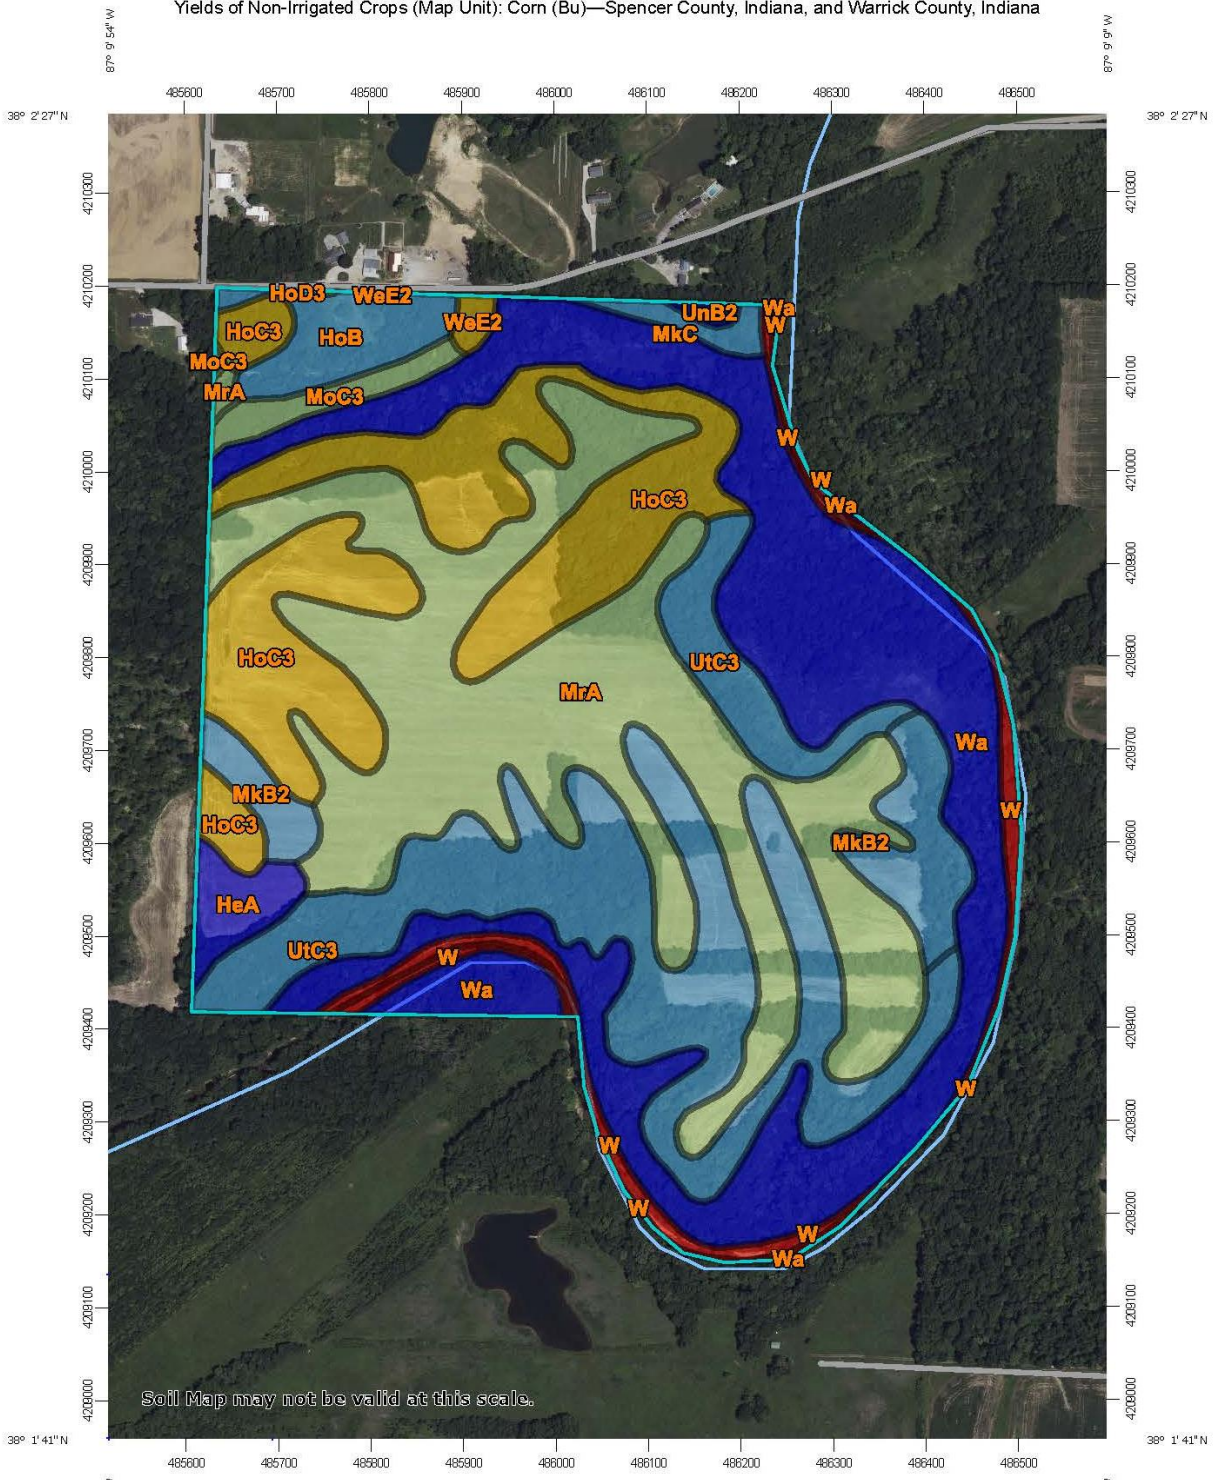 Yields of Non-Irrigated Crops (Map Unit): Corn (Bu)—Spencer County, Indiana, and Warrick County, Indiana
87° 9' 54" W
87° 9' 9" W
485600 485700 485800 485900 486000 486100 486200 486300 486400 486500
38° 2' 27" N
38° 2' 27" N
4210300
4210300
4210200
4210200
HoD3
WeE2
UnB2
Wa
W
HoC3
HoB
WeE2
MkC
MoC3
4210100
4210100
MrA
MoC3
W
4210000
4210000
W
HoC3
Wa
4209900
4209900
HoC3
UtC3
4209800
4209800
MrA
Wa
4209700
4209700
MkB2
W
HoC3
MkB2
4209600
4209600
HeA
UtC3
W
4209500
4209500
Wa
4209400
4209400
W
W
4209300
4209300
W
W
4209200
4209200
Wa
4209100
4209100
Soil Map may not be valid at this scale.
4209000
4209000
38° 1' 41" N
38° 1' 41" N
485600 485700 485800 485900 486000 486100 486200 486300 486400 486500